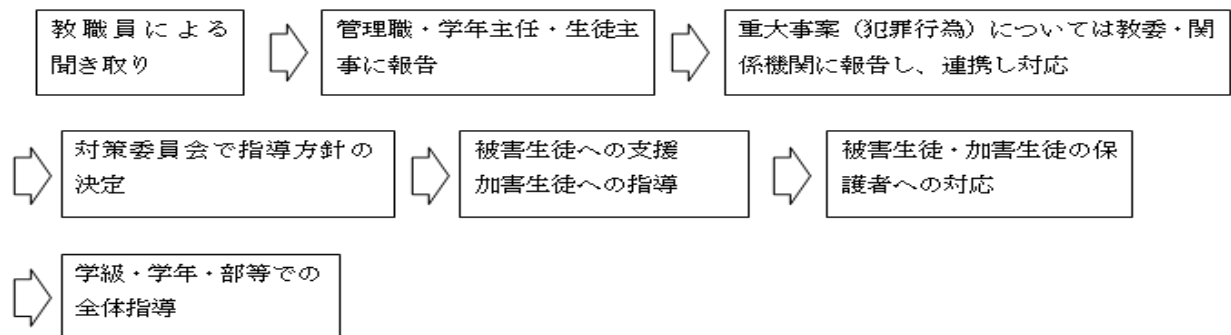 教職員による
聞き取り
管理職・学年主任・生徒主
事に報告
重大事案（犯罪行為）については教委・関
係機関に報告し、連携し対応
対策委員会で指導方針の
決定
被害生徒への支援
加害生徒への指導
被害生徒・加害生徒の保
護者への対応
学級・学年・部等での
全体指導